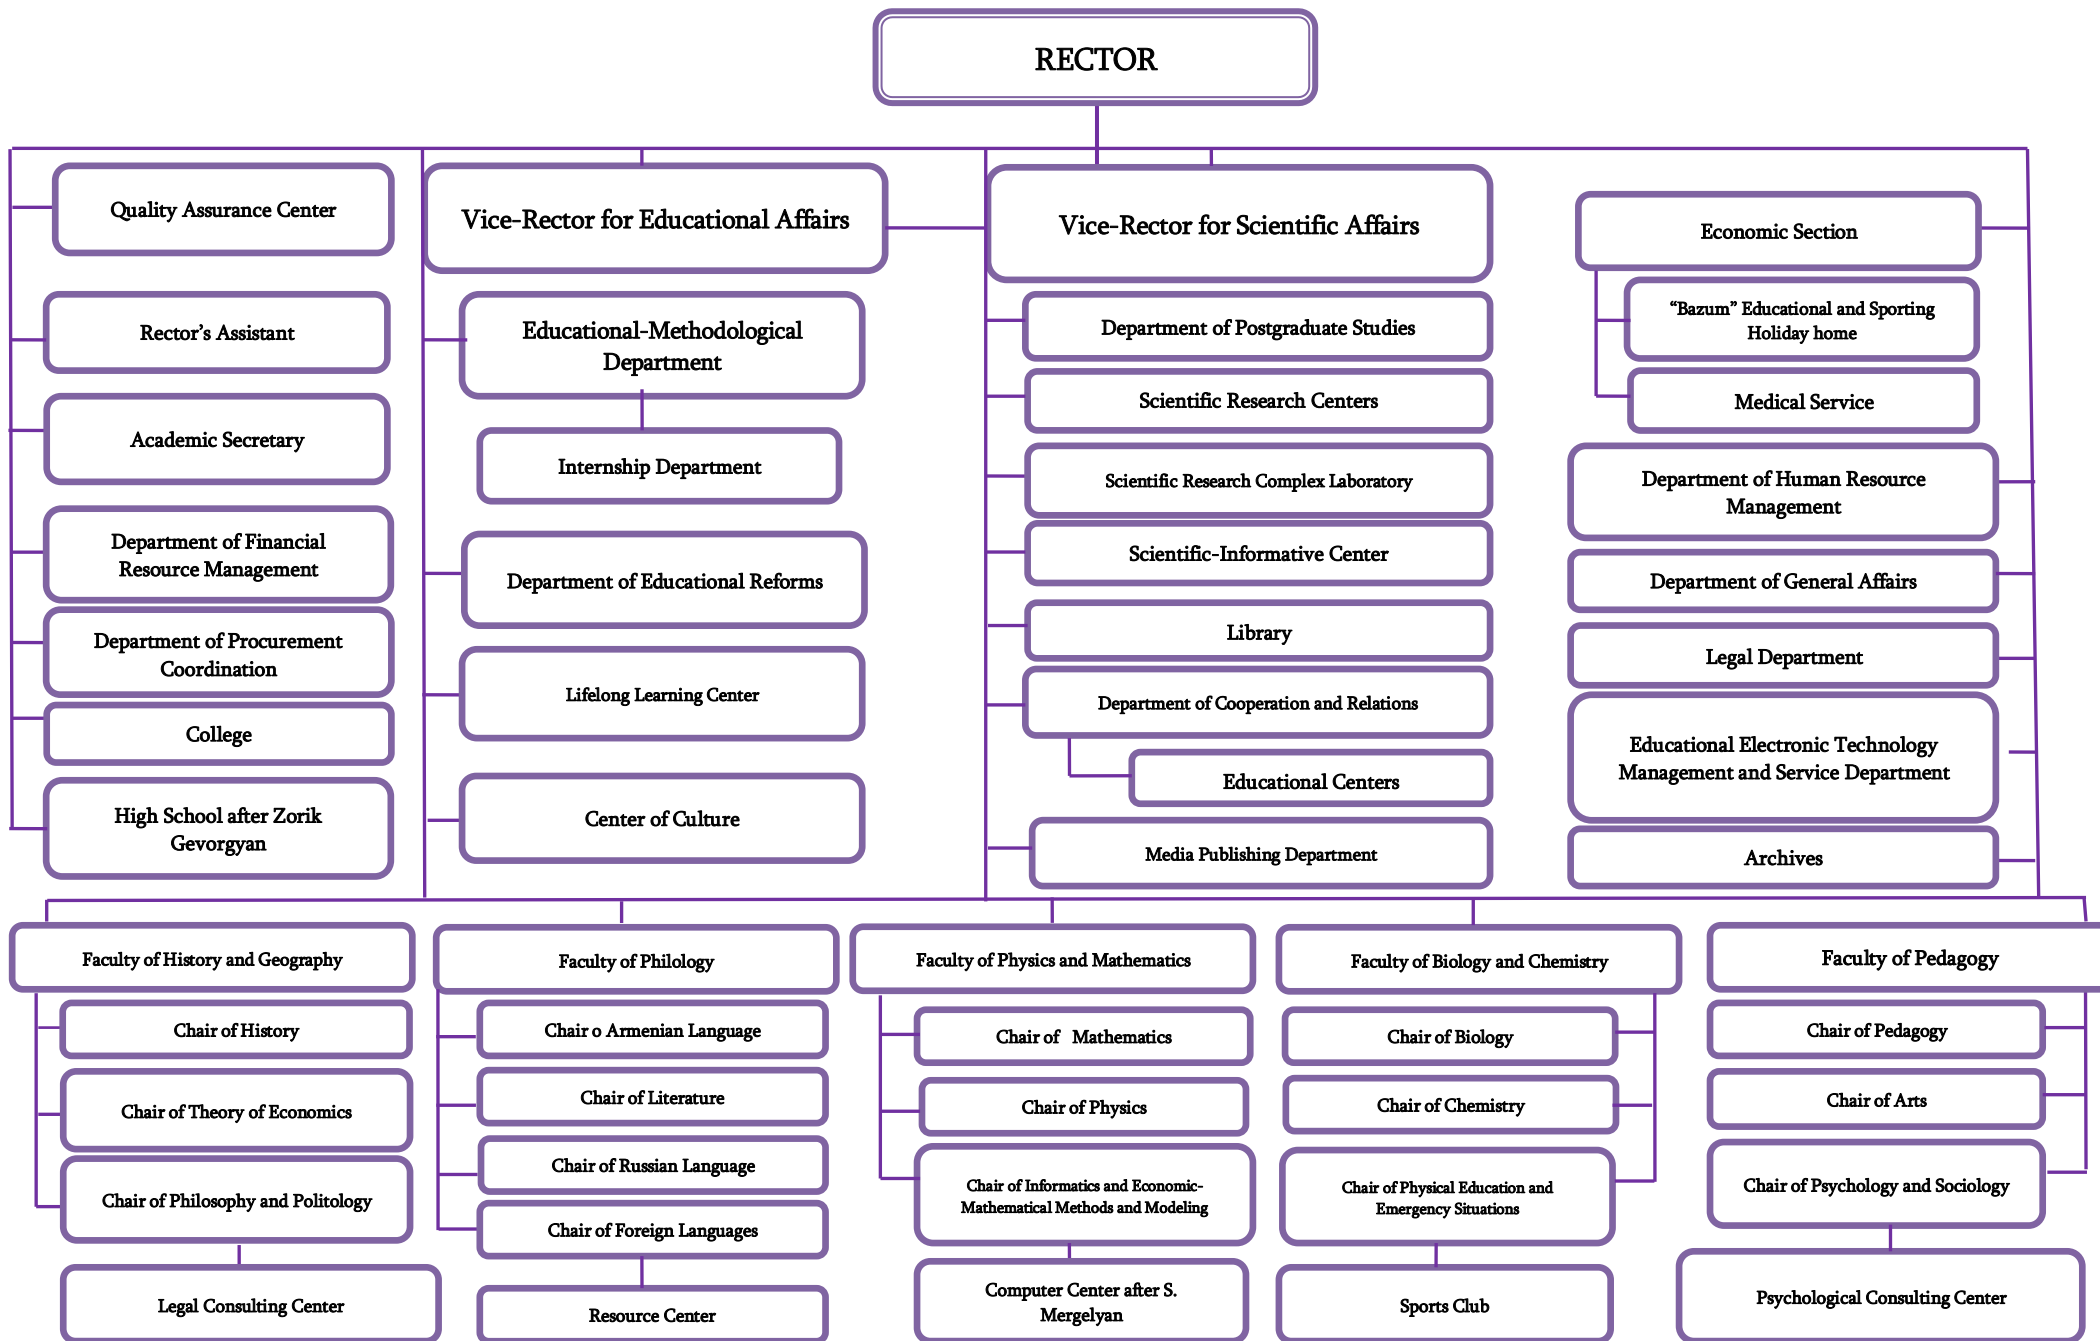 RECTOR
Quality Assurance Center
Rector’s Assistant
Academic Secretary
Department of Financial
Resource Management
Department of Procurement
Coordination
College
High School after Zorik
Gevorgyan
Vice-Rector for Educational Affairs
Educational-Methodological
Department
Internship Department
Department of Educational Reforms
Lifelong Learning Center
Center of Culture
Vice-Rector for Scientific Affairs
Department of Postgraduate Studies
Scientific Research Centers
Scientific Research Complex Laboratory
Scientific-Informative Center
Library
Department of Cooperation and Relations
Educational Centers
Media Publishing Department
Economic Section
“Bazum” Educational and Sporting
Holiday home
Medical Service
Department of Human Resource
Management
Department of General Affairs
Legal Department
Educational Electronic Technology
Management and Service Department
Archives
Faculty of History and Geography
Chair of History
Chair of Theory of Economics
Chair of Philosophy and Politology
Legal Consulting Center
Faculty of Philology
Chair o Armenian Language
Chair of Literature
Chair of Russian Language
Chair of Foreign Languages
Resource Center
Faculty of Physics and Mathematics
Chair of Mathematics
Chair of Physics
Chair of Informatics and Economic-
Mathematical Methods and Modeling
Computer Center after S.
Mergelyan
Faculty of Biology and Chemistry
Chair of Biology
Chair of Chemistry
Chair of Physical Education and
Emergency Situations
Sports Club
Faculty of Pedagogy
Chair of Pedagogy
Chair of Arts
Chair of Psychology and Sociology
Psychological Consulting Center